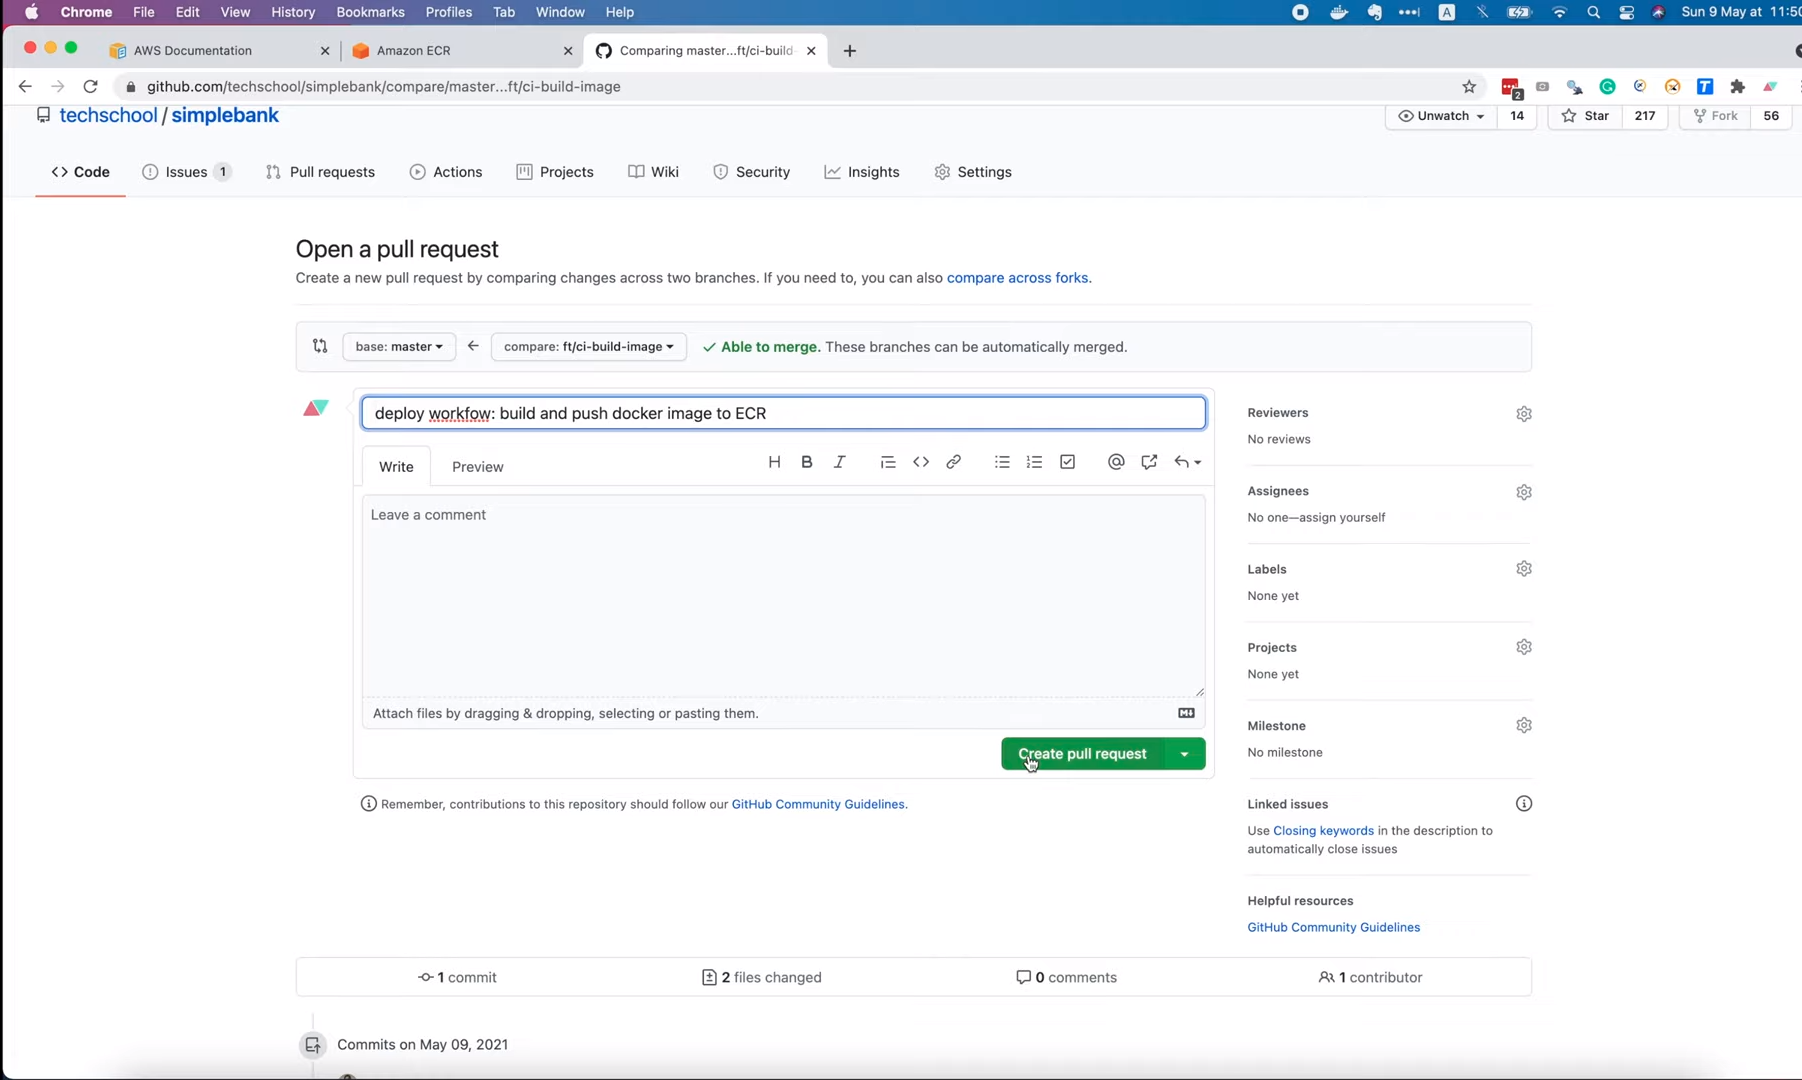 Chrome File Edit View History Bookmarks Profiles Tab Window Help A Sun 9 May at 11:50
AWS Documentation Amazon ECR Comparing master...ft/ci-build-
github.com/techschool/simplebank/compare/master...ft/ci-build-image 2 T
techschool / simplebank Unwatch 14 Star 217 Fork 56
Code Issues 1 Pull requests Actions Projects Wiki Security Insights Settings
Open a pull request
Create a new pull request by comparing changes across two branches. If you need to, you can also compare across forks.
base: master compare: ft/ci-build-image Able to merge. These branches can be automatically merged.
deploy workfow: build and push docker image to ECR
Write Preview H B I
Leave a comment
Attach files by dragging & dropping, selecting or pasting them.
Create pull request
Remember, contributions to this repository should follow our GitHub Community Guidelines.
Reviewers
No reviews
Assignees
No one—assign yourself
Labels
None yet
Projects
None yet
Milestone
No milestone
Linked issues
Use Closing keywords in the description to
automatically close issues
Helpful resources
GitHub Community Guidelines
1 commit 2 files changed 0 comments 1 contributor
Commits on May 09, 2021